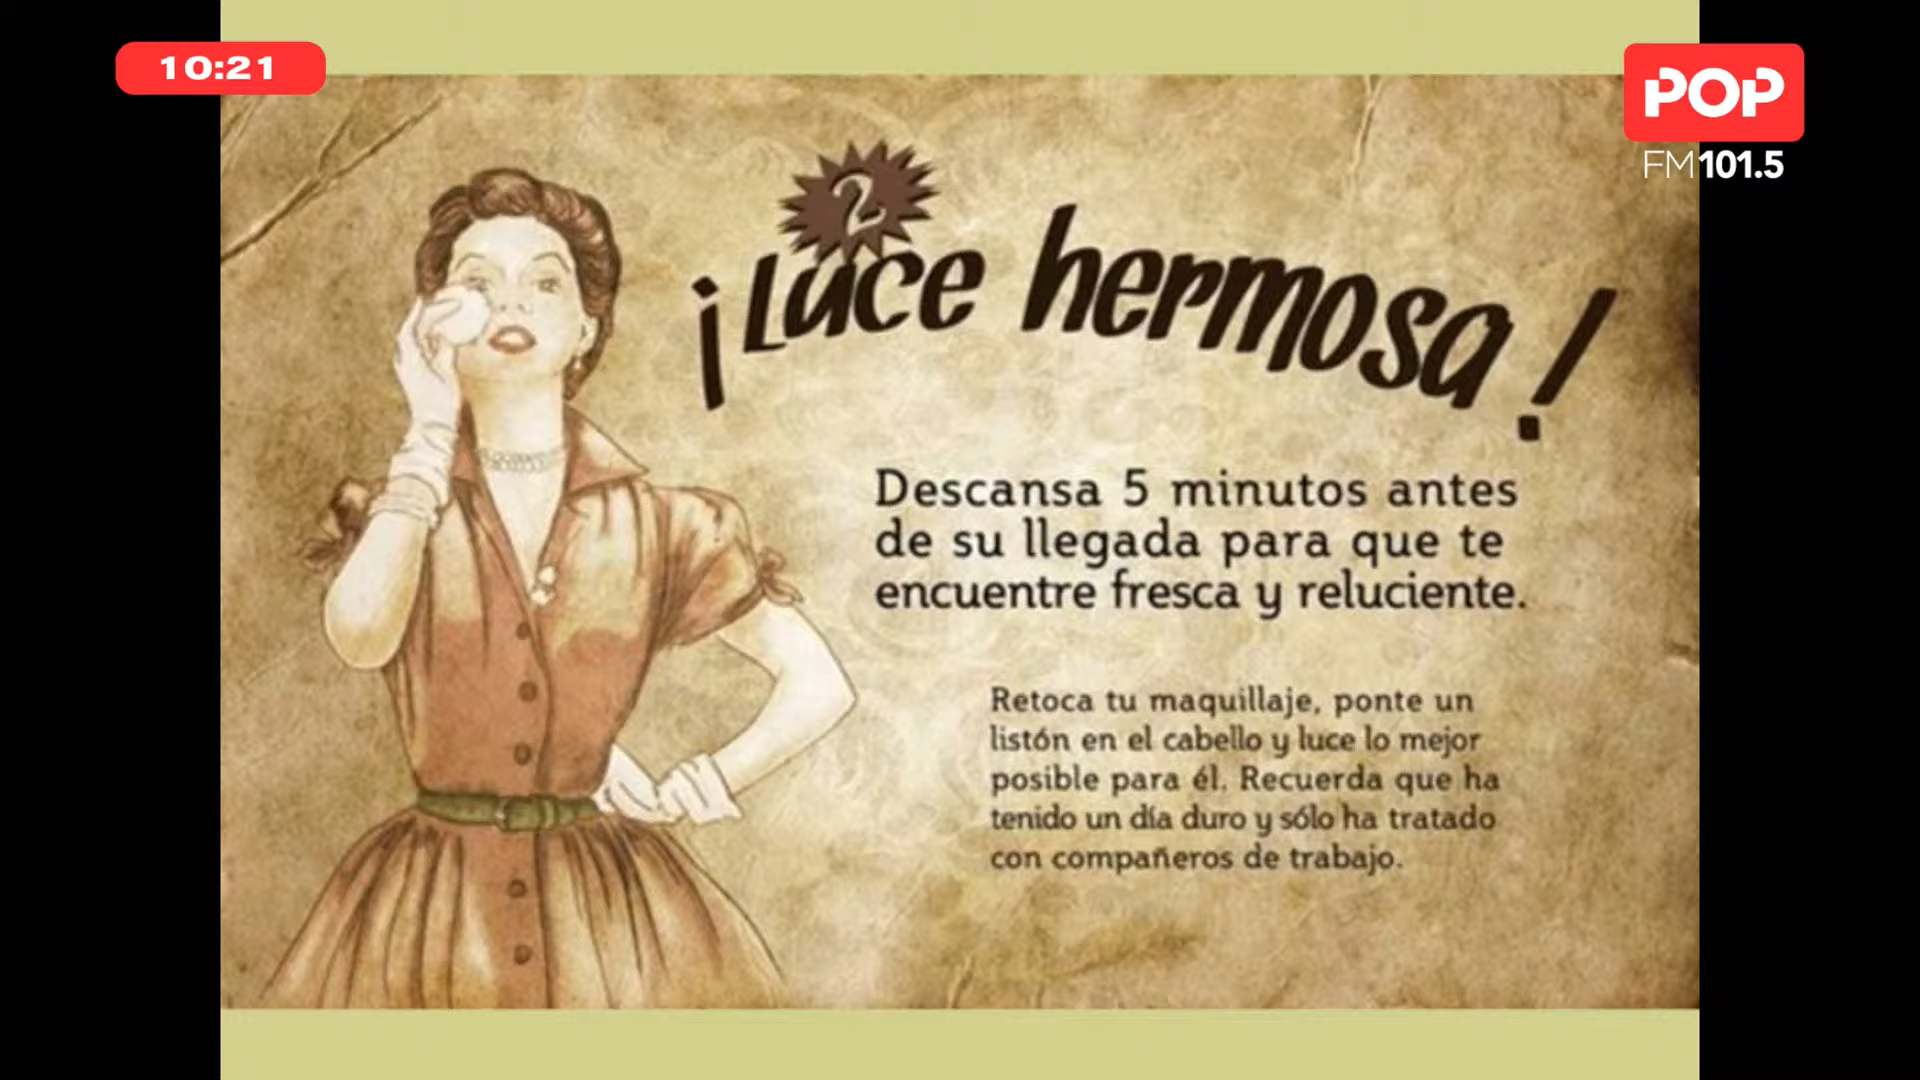 10:21
POP
FM101.5
2
¡Luce hermosa!
Descansa 5 minutos antes
de su llegada para que te
encuentre fresca y reluciente.
Retoca tu maquillaje, ponte un
listón en el cabello y luce lo mejor
posible para él. Recuerda que ha
tenido un día duro y sólo ha tratado
con compañeros de trabajo.